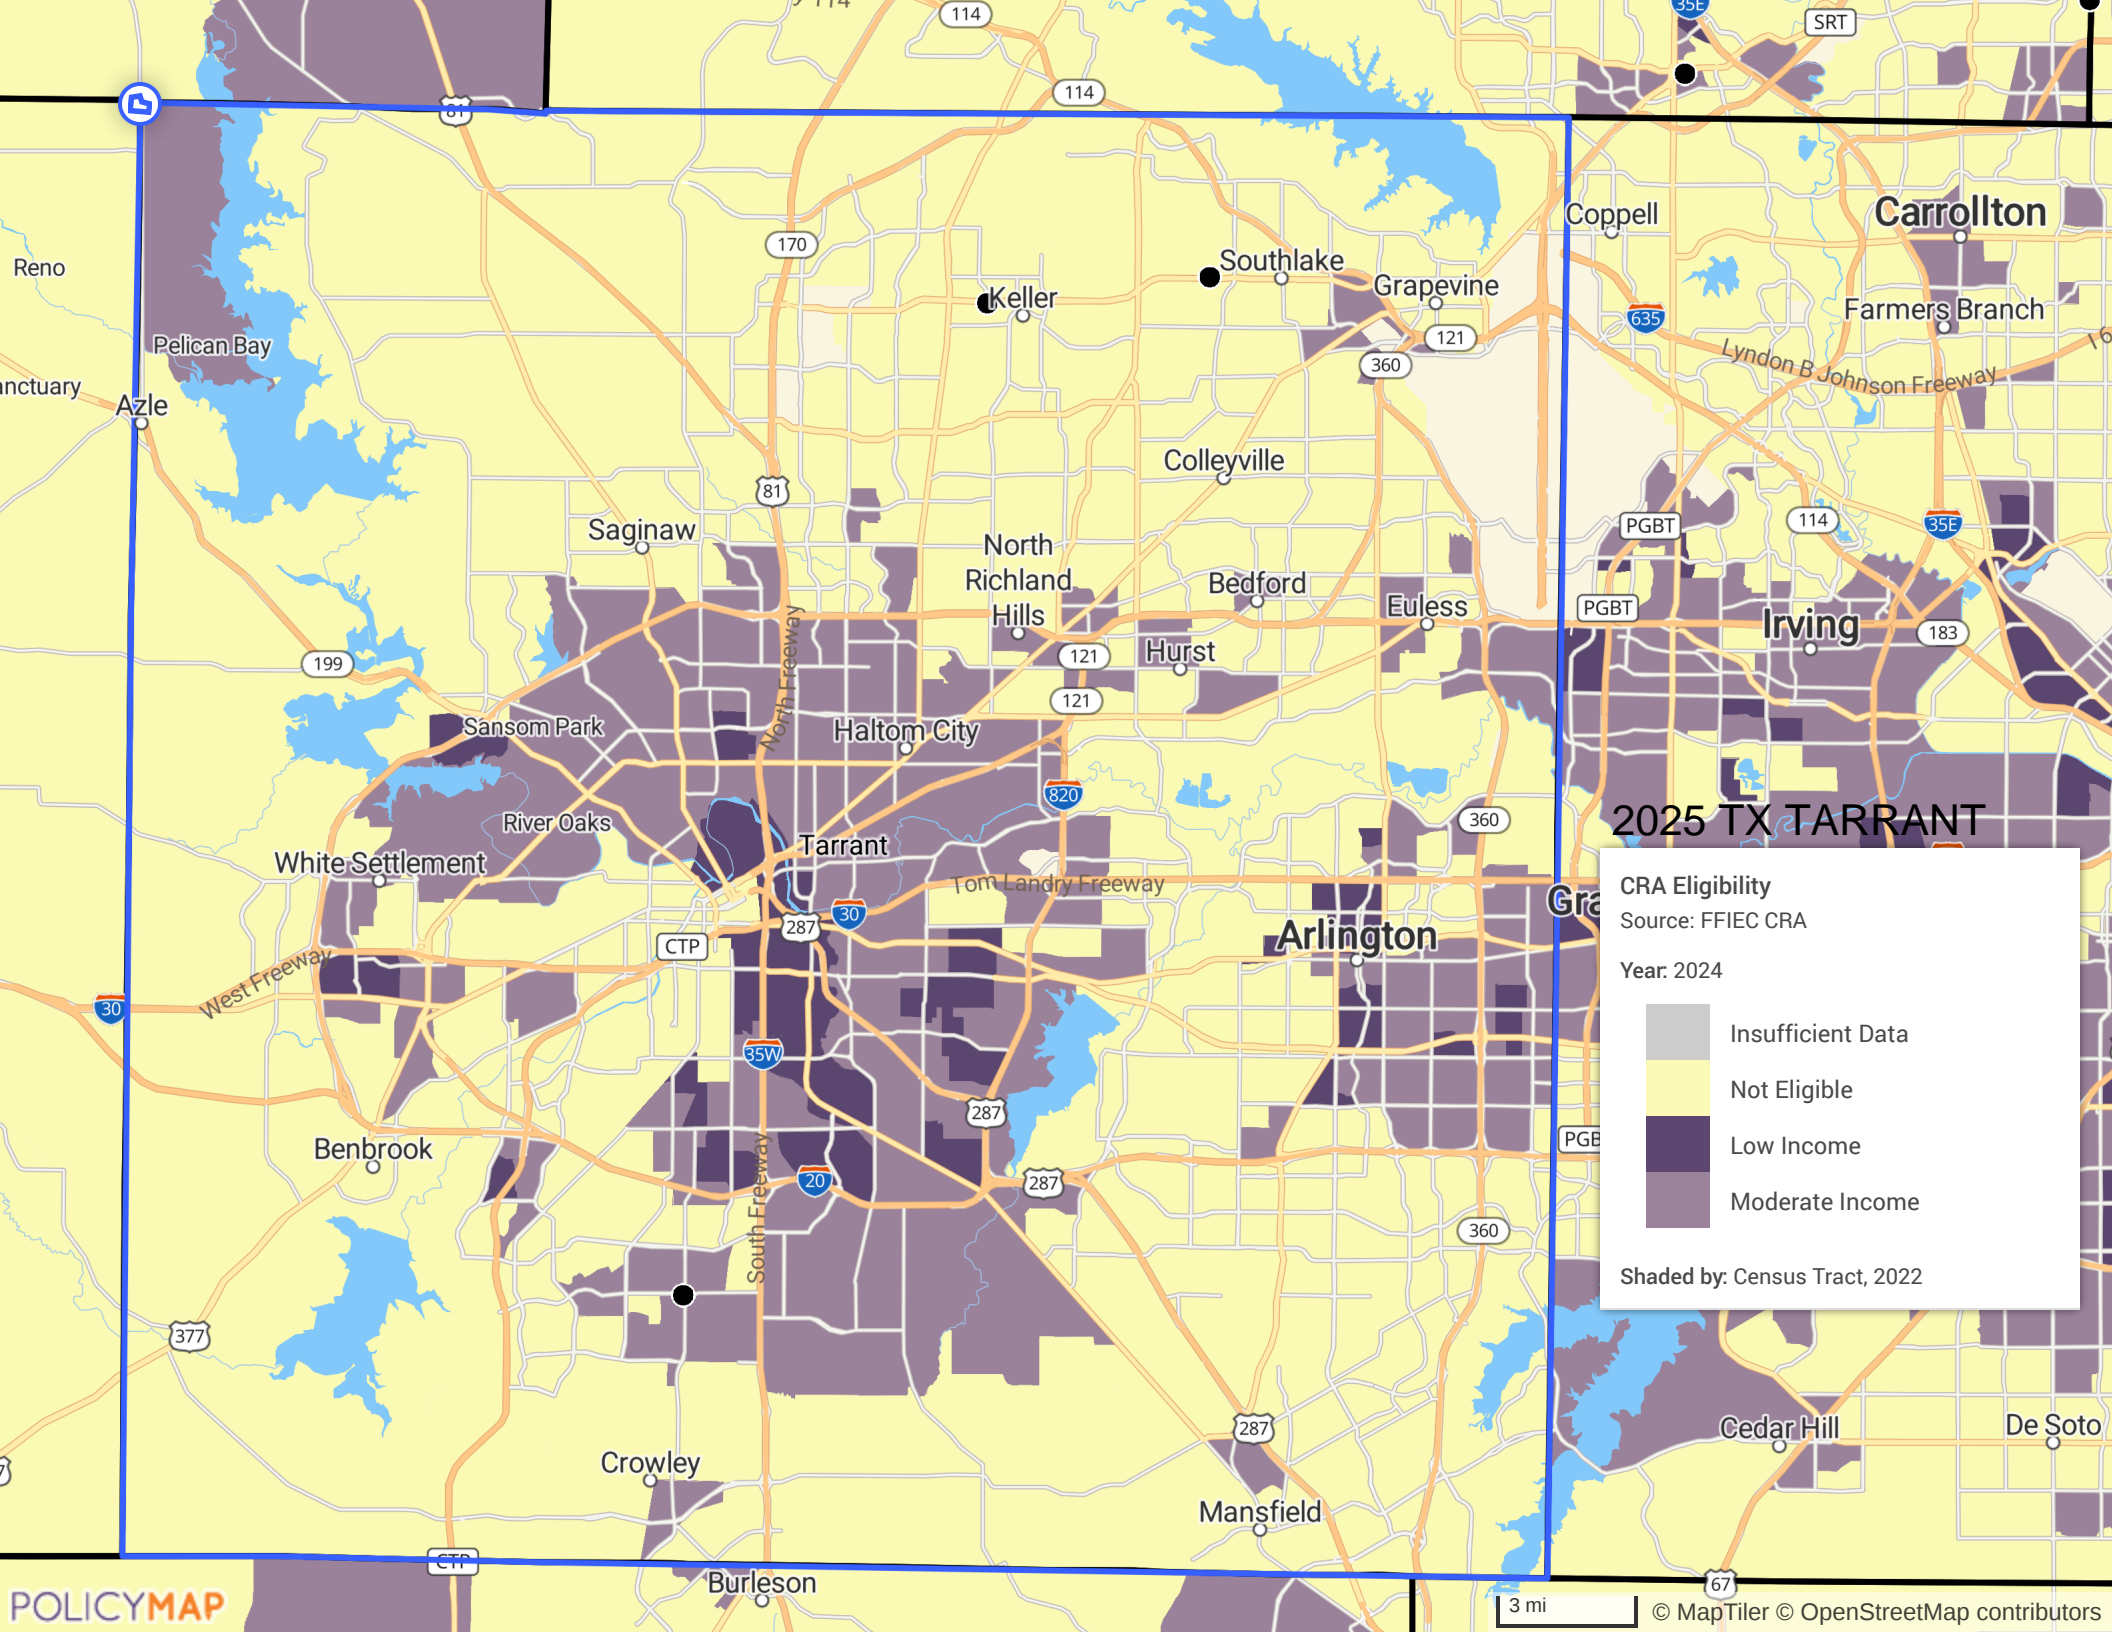 114
35E
SRT
81
114
Coppell
Carrollton
170
Southlake
Reno
Grapevine
Keller
Farmers Branch
635
121
Pelican Bay
Lyndon B Johnson Freeway
360
anctuary
Azle
Colleyville
81
Saginaw
PGBT
114
35E
North
Richland
Hills
Bedford
Euless
PGBT
Irving
183
199
North Freeway
121
Hurst
121
Sansom Park
Haltom City
820
River Oaks
360
2025 TX TARRANT
Tarrant
White Settlement
Tom Landry Freeway
CRA Eligibility
Gra
30
287
Source: FFIEC CRA
CTP
Arlington
West Freeway
Year: 2024
30
Insufficient Data
35W
Not Eligible
287
Benbrook
PGB
Low Income
20
287
South Freeway
Moderate Income
360
Shaded by: Census Tract, 2022
377
287
Cedar Hill
De Soto
Crowley
Mansfield
CTP
Burleson
67
POLICYMAP
3 mi
© MapTiler © OpenStreetMap contributors